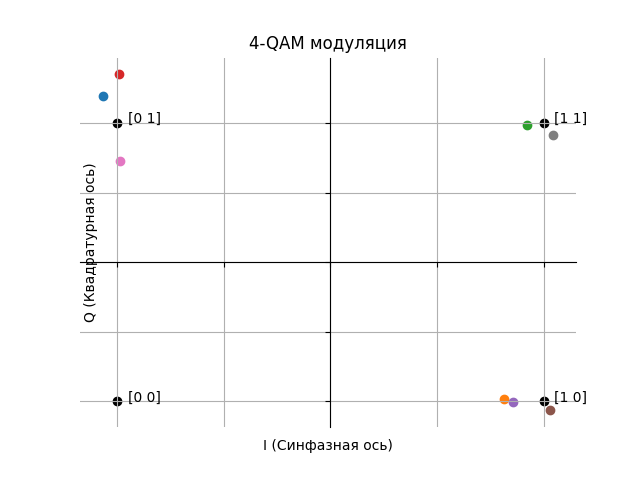 4-QAM модуляция
[0 1]
[1 1]
Q (Квадратурная ось)
[0 0]
[1 0]
I (Синфазная ось)